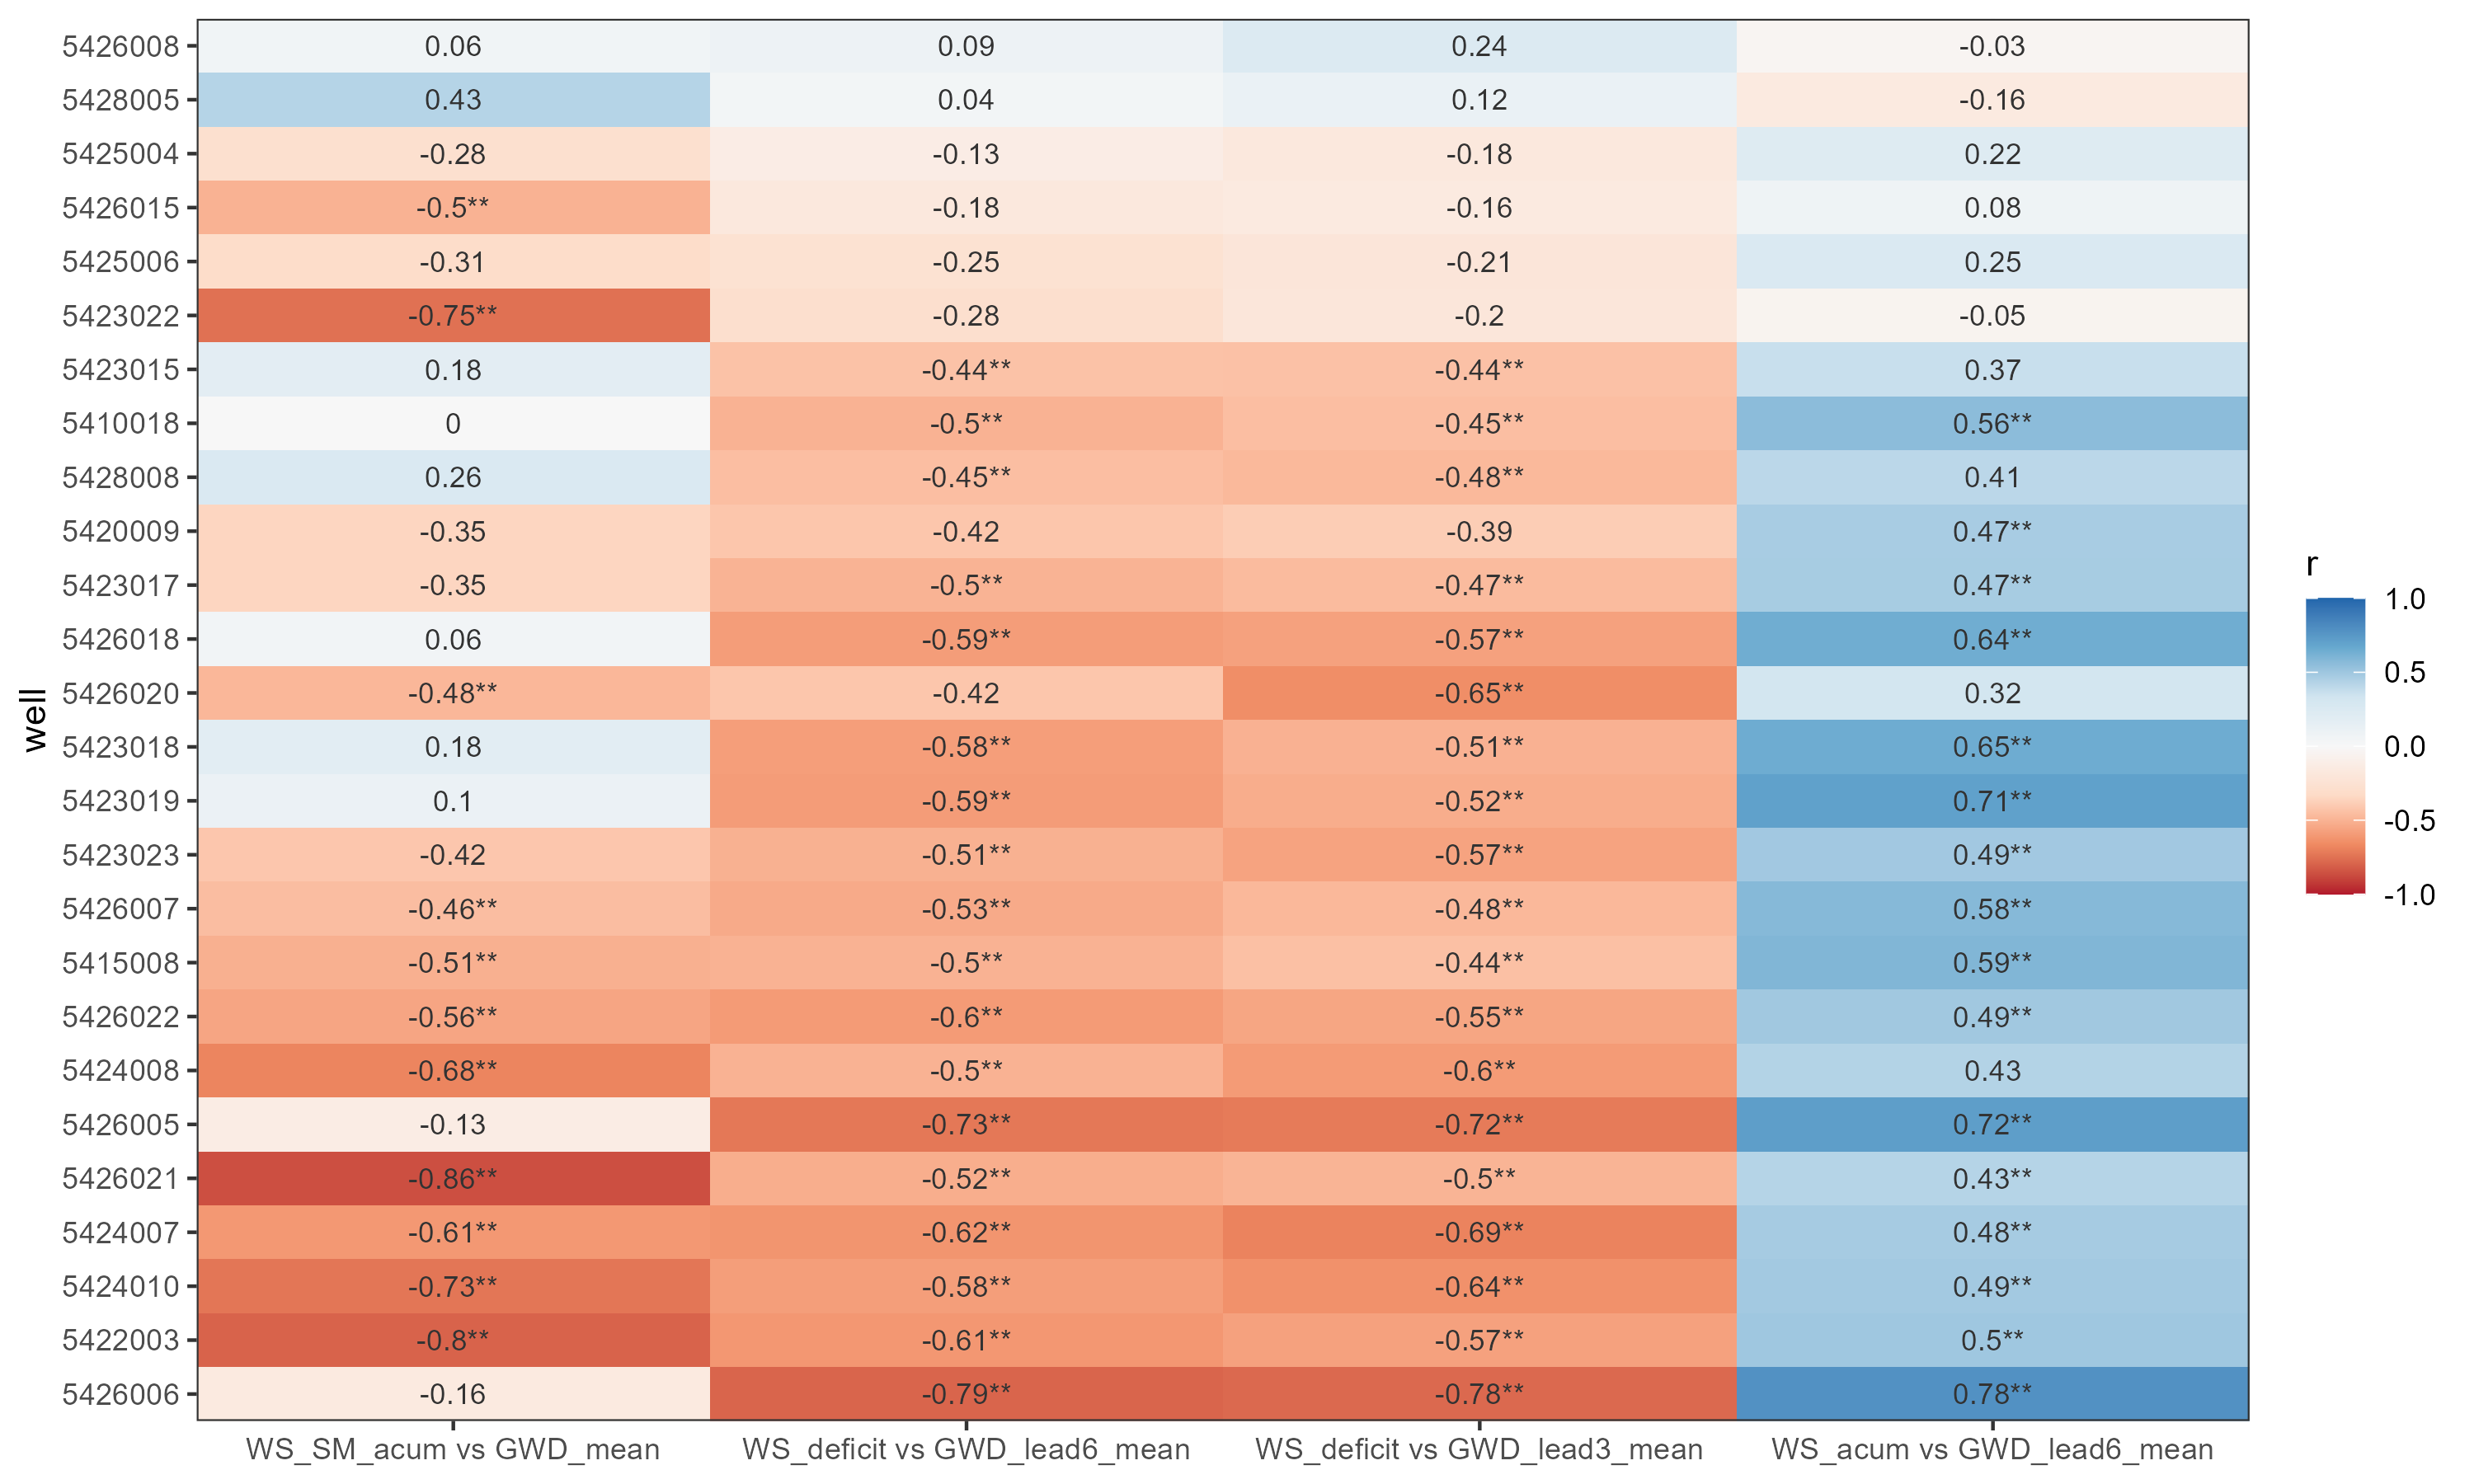 5426008 0.06 0.09 0.24 -0.03
5428005 0.43 0.04 0.12 -0.16
5425004 -0.28 -0.13 -0.18 0.22
5426015 -0.5** -0.18 -0.16 0.08
5425006 -0.31 -0.25 -0.21 0.25
5423022 -0.75** -0.28 -0.2 -0.05
5423015 0.18 -0.44** -0.44** 0.37
5410018 0 -0.5** -0.45** 0.56**
5428008 0.26 -0.45** -0.48** 0.41
5420009 -0.35 -0.42 -0.39 0.47**
5423017 -0.35 -0.5** -0.47** 0.47**
5426018 0.06 -0.59** -0.57** 0.64**
5426020 -0.48** -0.42 -0.65** 0.32
5423018 0.18 -0.58** -0.51** 0.65**
5423019 0.1 -0.59** -0.52** 0.71**
5423023 -0.42 -0.51** -0.57** 0.49**
5426007 -0.46** -0.53** -0.48** 0.58**
5415008 -0.51** -0.5** -0.44** 0.59**
5426022 -0.56** -0.6** -0.55** 0.49**
5424008 -0.68** -0.5** -0.6** 0.43
5426005 -0.13 -0.73** -0.72** 0.72**
5426021 -0.86** -0.52** -0.5** 0.43**
5424007 -0.61** -0.62** -0.69** 0.48**
5424010 -0.73** -0.58** -0.64** 0.49**
5422003 -0.8** -0.61** -0.57** 0.5**
5426006 -0.16 -0.79** -0.78** 0.78**
WS_SM_acum vs GWD_mean WS_deficit vs GWD_lead6_mean WS_deficit vs GWD_lead3_mean WS_acum vs GWD_lead6_mean
well
r
1.0
0.5
0.0
-0.5
-1.0